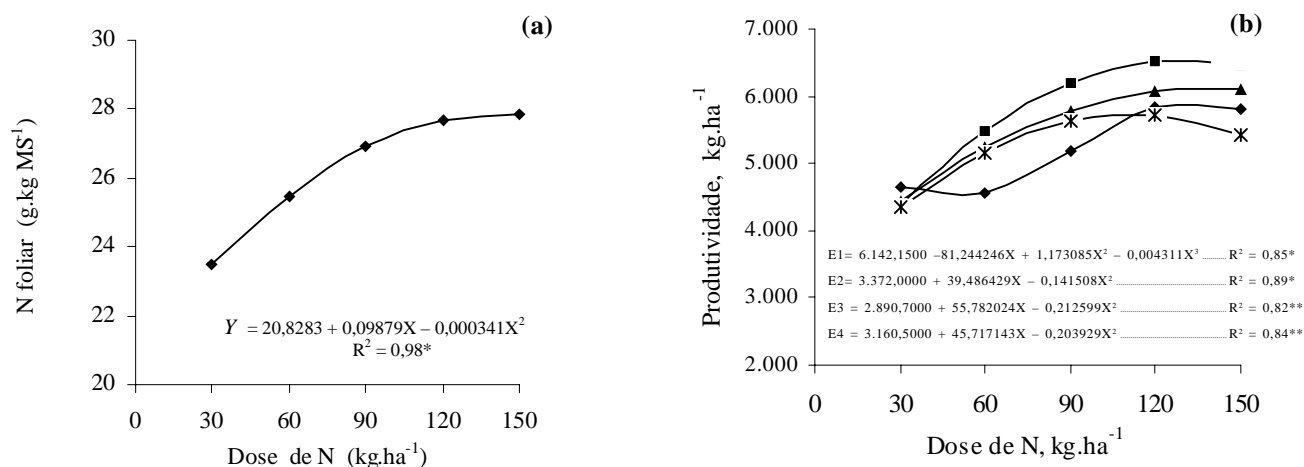 (a)
N foliar (g.kg MS⁻¹)
30
28
26
24
22
20
Y = 20,8283 + 0,09879X – 0,000341X²
R² = 0,98*
0 30 60 90 120 150
Dose de N (kg.ha⁻¹)
(b)
Produtividade, kg.ha⁻¹
7.000
6.000
5.000
4.000
3.000
2.000
E1= 6.142,1500 –81,244246X + 1,173085X² – 0,004311X³ ........ R² = 0,85*
E2= 3.372,0000 + 39,486429X – 0,141508X² ........ R² = 0,89*
E3 = 2.890,7000 + 55,782024X – 0,212599X² ........ R² = 0,82**
E4 = 3.160,5000 + 45,717143X – 0,203929X² ........ R² = 0,84**
0 30 60 90 120 150
Dose de N, kg.ha⁻¹